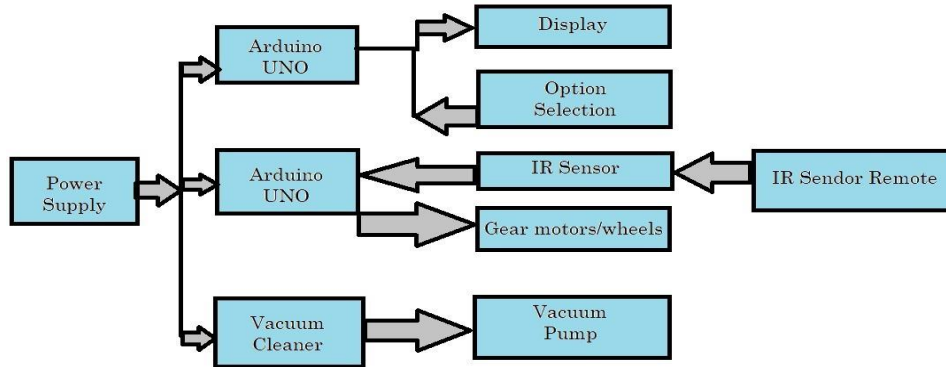 Display
Arduino
UNO
Option
Selection
Arduino
UNO
IR Sensor
IR Sendor Remote
Power
Supply
Gear motors/wheels
Vacuum
Cleaner
Vacuum
Pump